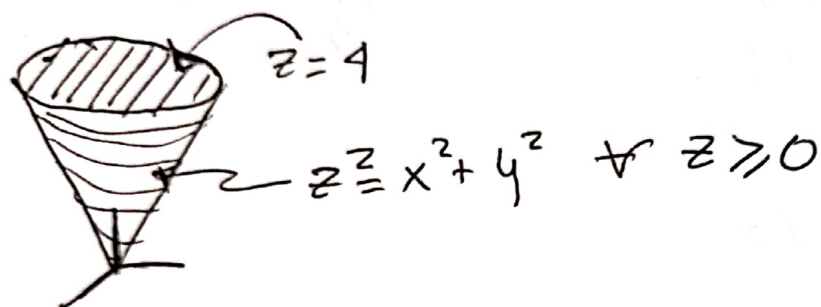 z = 4
z² = x² + y² ∀ z ≥ 0